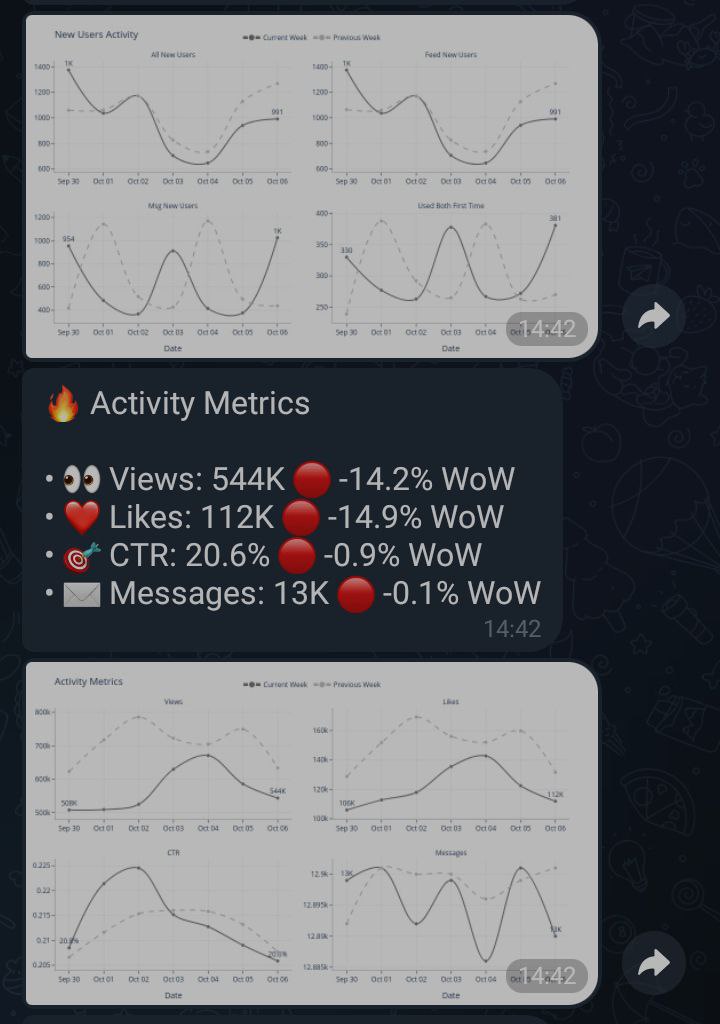 New Users Activity
Current Week Previous Week
All New Users
Feed New Users
1400 1200 1000 800 600
1K 991
Sep 30 Oct 01 Oct 02 Oct 03 Oct 04 Oct 05 Oct 06
1400 1200 1000 800 600
1K 991
Sep 30 Oct 01 Oct 02 Oct 03 Oct 04 Oct 05 Oct 06
Msg New Users
Used Both First Time
1200 1000 800 600 400
954 1K
Sep 30 Oct 01 Oct 02 Oct 03 Oct 04 Oct 05 Oct 06
Date
400 350 300 250
330 381
Sep 30 Oct 01 Oct 02 Oct 03 Oct 04 Oct 05 Oct 06
Date
14:42
🔥 Activity Metrics
• 👀 Views: 544K 🔴 -14.2% WoW
• ❤️ Likes: 112K 🔴 -14.9% WoW
• 🎯 CTR: 20.6% 🔴 -0.9% WoW
• ✉️ Messages: 13K 🔴 -0.1% WoW
14:42
Activity Metrics
Current Week Previous Week
Views
Likes
800k 700k 600k 500k
508K 544K
Sep 30 Oct 01 Oct 02 Oct 03 Oct 04 Oct 05 Oct 06
160k 140k 120k 100k
106K 112K
Sep 30 Oct 01 Oct 02 Oct 03 Oct 04 Oct 05 Oct 06
CTR
Messages
0.225 0.22 0.215 0.21 0.205
20.8% 20.6%
Sep 30 Oct 01 Oct 02 Oct 03 Oct 04 Oct 05 Oct 06
Date
12.9k 12.895k 12.89k 12.885k
13K 13K
Sep 30 Oct 01 Oct 02 Oct 03 Oct 04 Oct 05 Oct 06
Date
14:42